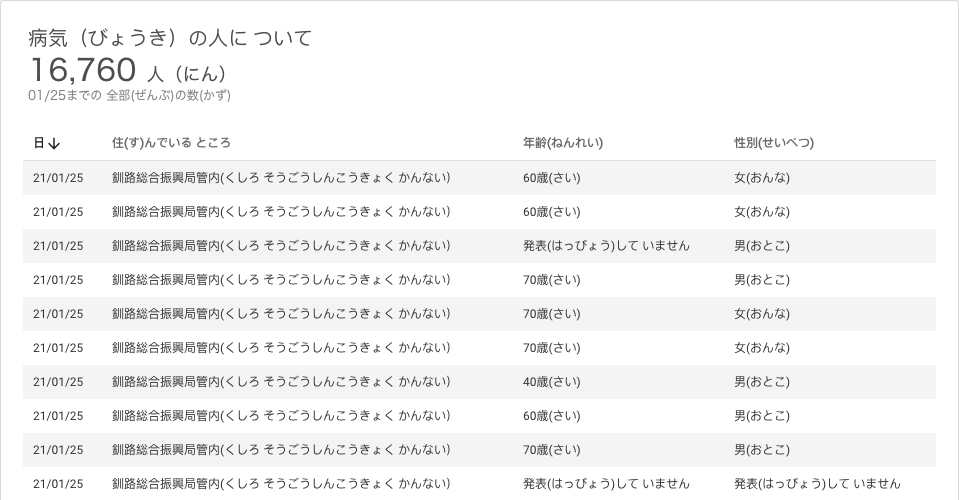 病気（びょうき）の人に ついて
16,760 人（にん）
01/25までの 全部(ぜんぶ)の数(かず)
日↓ 住(す)んでいる ところ 年齢(ねんれい) 性別(せいべつ)
21/01/25 釧路総合振興局管内(くしろ そうごうしんこうきょく かんない） 60歳(さい) 女(おんな)
21/01/25 釧路総合振興局管内(くしろ そうごうしんこうきょく かんない） 60歳(さい) 女(おんな)
21/01/25 釧路総合振興局管内(くしろ そうごうしんこうきょく かんない） 発表(はっぴょう)して いません 男(おとこ)
21/01/25 釧路総合振興局管内(くしろ そうごうしんこうきょく かんない） 70歳(さい) 男(おとこ)
21/01/25 釧路総合振興局管内(くしろ そうごうしんこうきょく かんない） 70歳(さい) 女(おんな)
21/01/25 釧路総合振興局管内(くしろ そうごうしんこうきょく かんない） 70歳(さい) 女(おんな)
21/01/25 釧路総合振興局管内(くしろ そうごうしんこうきょく かんない） 40歳(さい) 男(おとこ)
21/01/25 釧路総合振興局管内(くしろ そうごうしんこうきょく かんない） 60歳(さい) 男(おとこ)
21/01/25 釧路総合振興局管内(くしろ そうごうしんこうきょく かんない） 70歳(さい) 男(おとこ)
21/01/25 釧路総合振興局管内(くしろ そうごうしんこうきょく かんない） 発表(はっぴょう)して いません 発表(はっぴょう)して いません